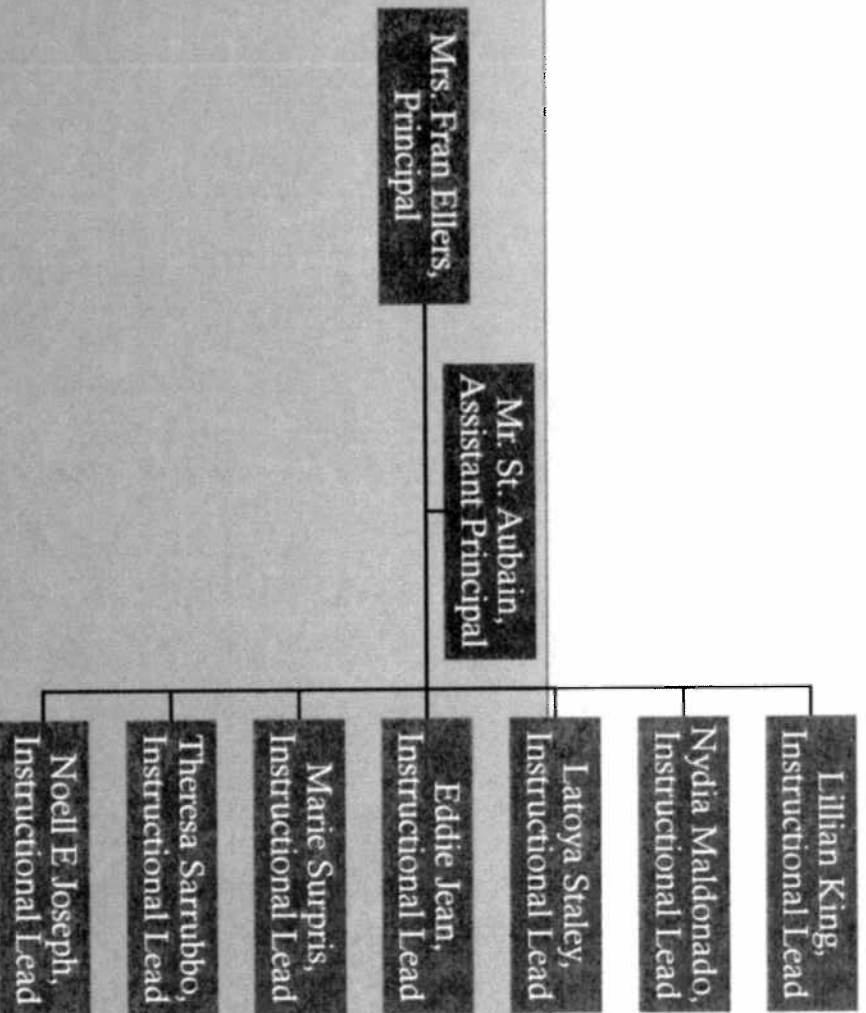 Mrs. Fran Ellers,
Principal
Mr. St. Aubain,
Assistant Principal
Lillian King,
Instructional Lead
Nydia Maldonado,
Instructional Lead
Latoya Staley,
Instructional Lead
Eddie Jean,
Instructional Lead
Marie Surpris,
Instructional Lead
Theresa Sarrubbo,
Instructional Lead
Noell E Joseph,
Instructional Lead